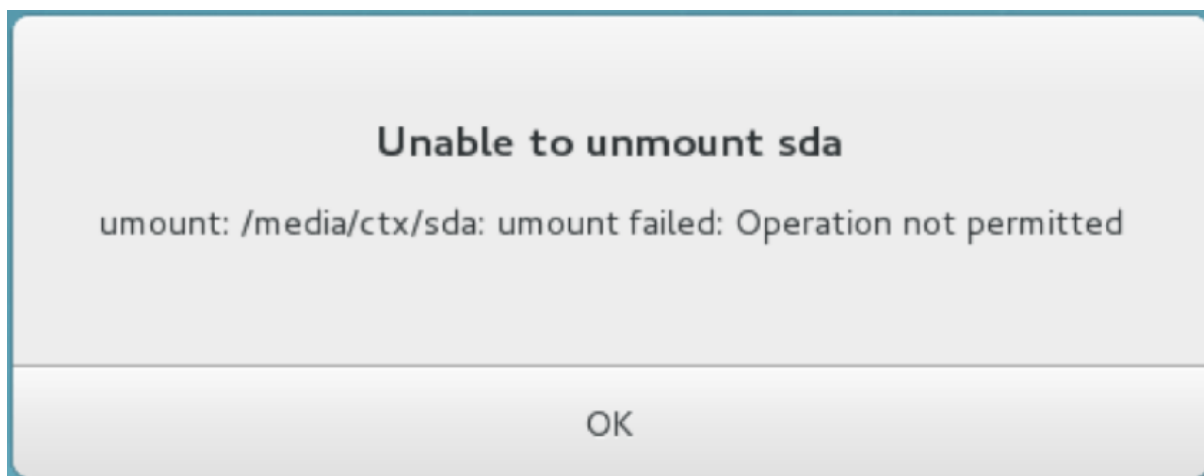 Unable to unmount sda
umount: /media/ctx/sda: umount failed: Operation not permitted
OK